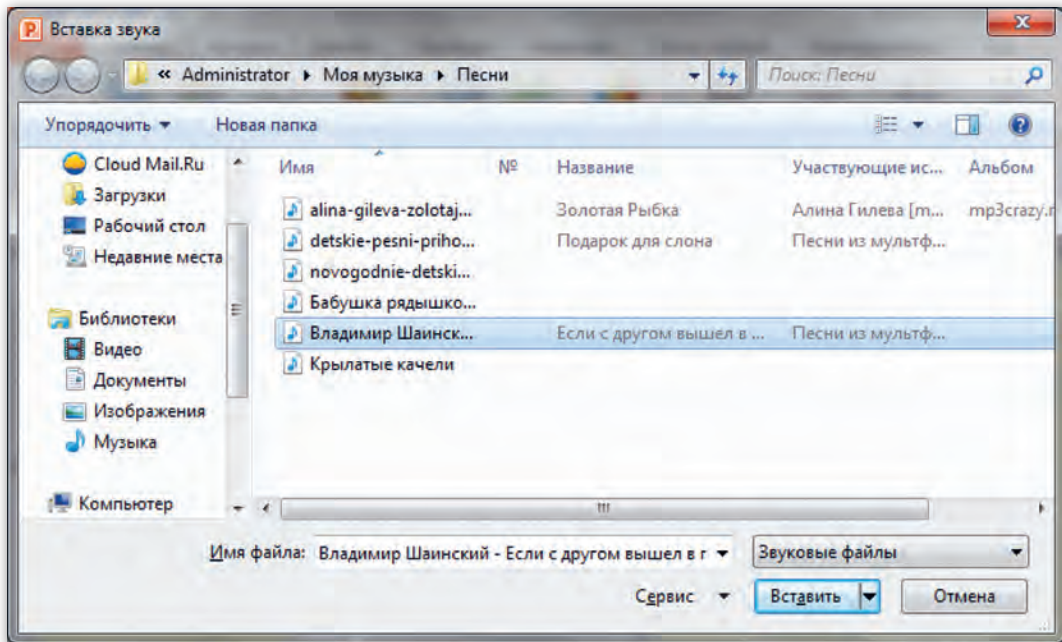 Вставка звука
« Administrator ▸ Моя музыка ▸ Песни
Поиск: Песни
Упорядочить Новая папка
Имя № Название Участвующие ис... Альбом
Cloud Mail.Ru
Загрузки
Рабочий стол
Недавние места
Библиотеки
Видео
Документы
Изображения
Музыка
Компьютер
alina-gileva-zolotaj... Золотая Рыбка Алина Гилева [m... mp3crazy.
detskie-pesni-priho... Подарок для слона Песни из мультф...
novogodnie-detski...
Бабушка рядышко...
Владимир Шаинск... Если с другом вышел в ... Песни из мультф...
Крылатые качели
Имя файла: Владимир Шаинский - Если с другом вышел в г Звуковые файлы
Сервис Вставить Отмена